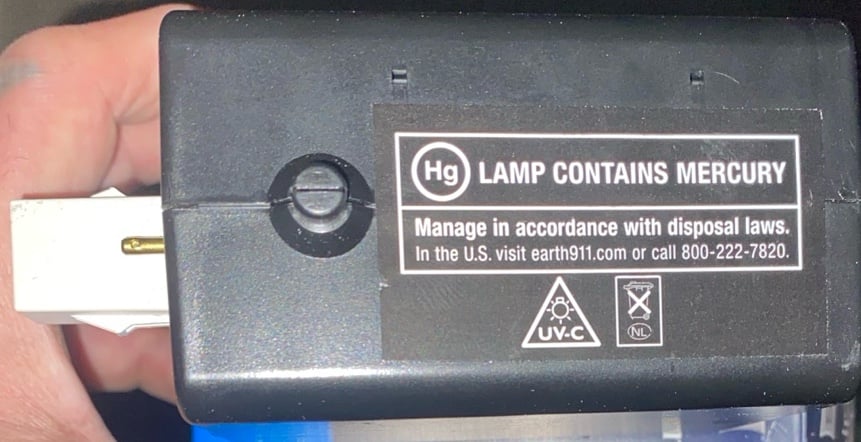 Hg LAMP CONTAINS MERCURY
Manage in accordance with disposal laws.
In the U.S. visit earth911.com or call 800-222-7820.
UV-C
NL